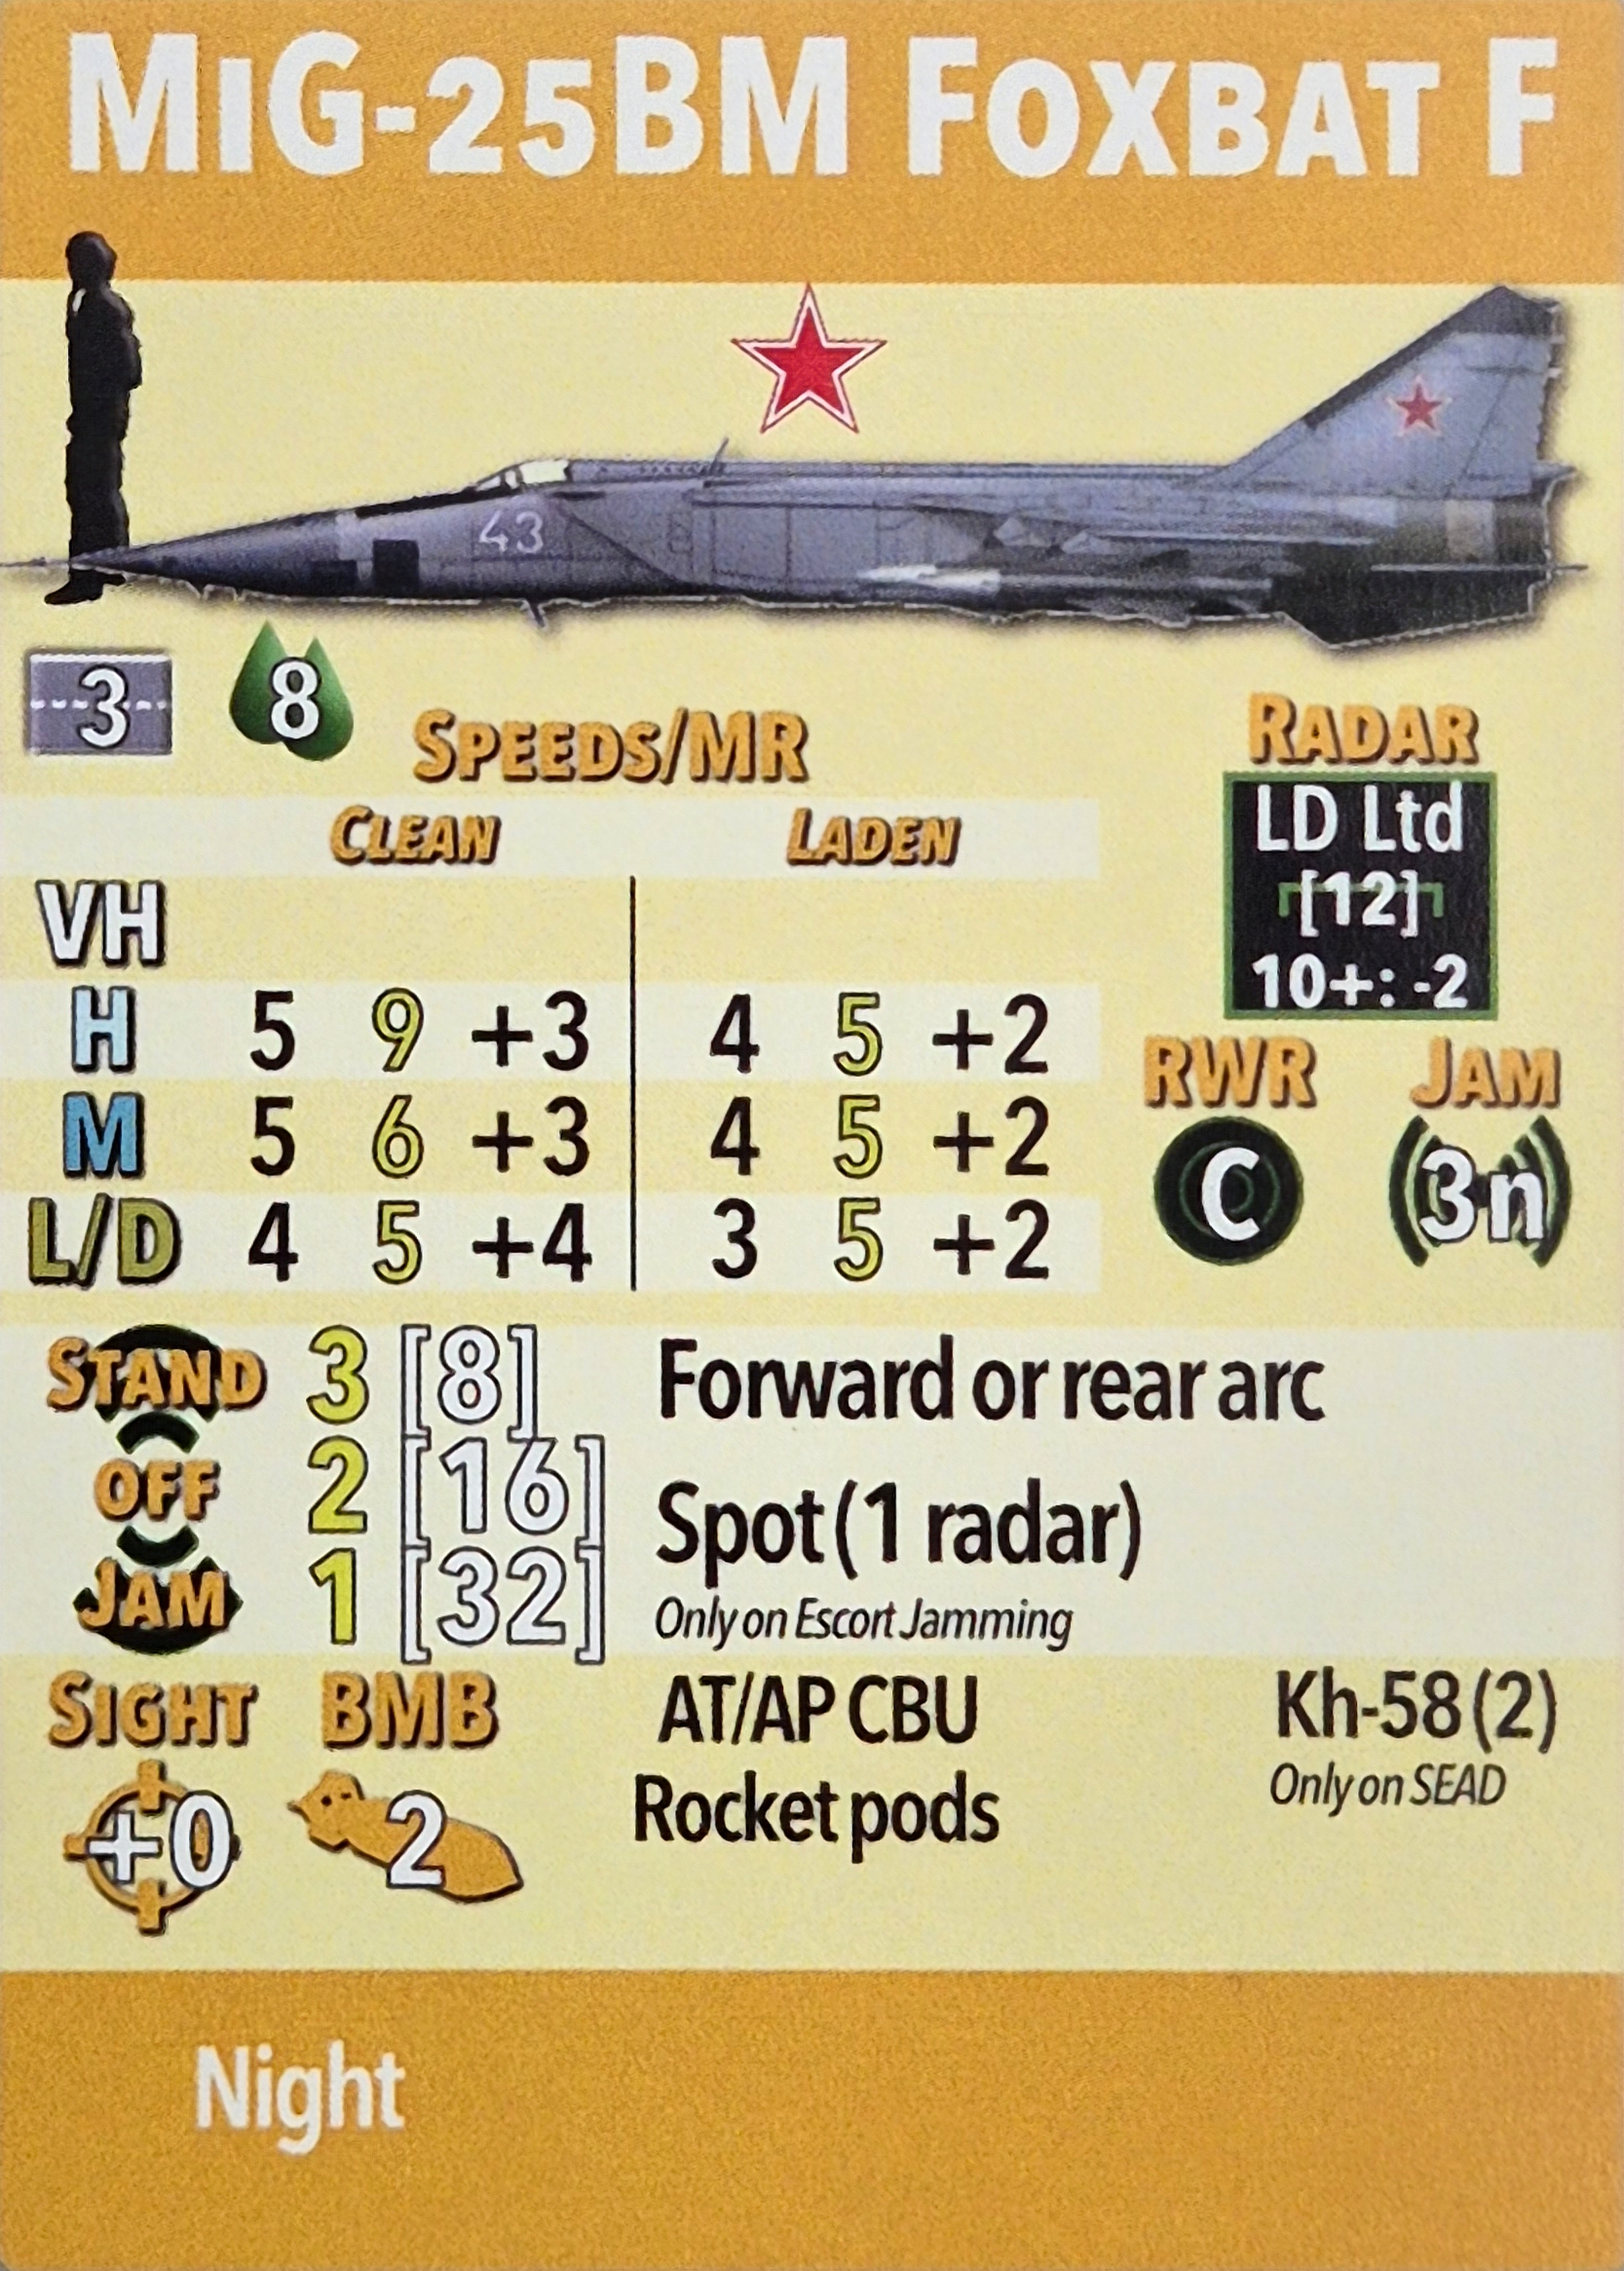 MiG-25BM Foxbat F
43
3 8
Speeds/MR
Radar
Clean Laden
LD Ltd
[12]
10+: -2
VH
H 5 9 +3 4 5 +2
M 5 6 +3 4 5 +2
L/D 4 5 +4 3 5 +2
RWR Jam
C (3n)
Stand 3 [8] Forward or rear arc
off 2 [16] Spot (1 radar)
Jam 1 [32] Only on Escort Jamming
Sight BMB AT/AP CBU Kh-58 (2)
Only on SEAD
+0 2 Rocket pods
Night